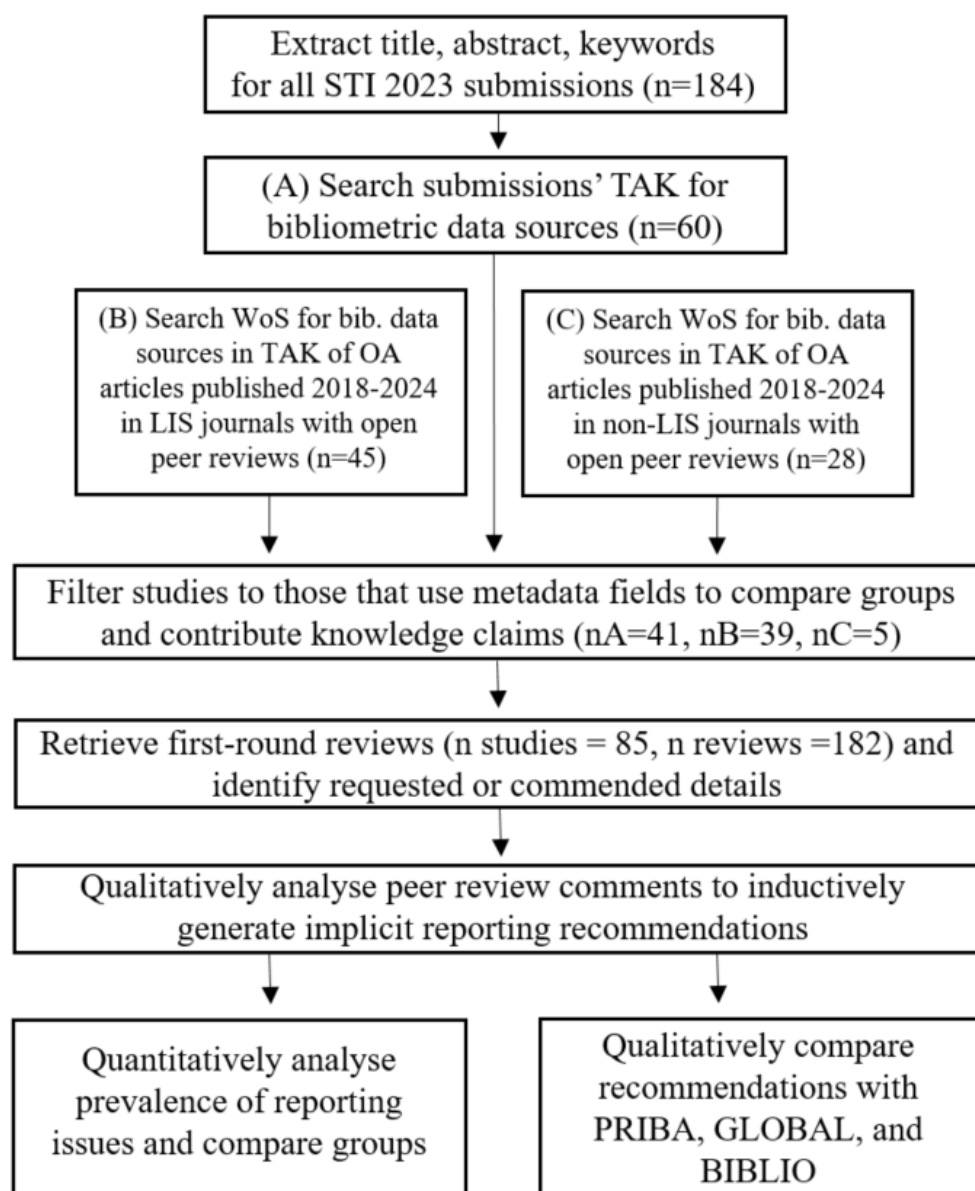 Extract title, abstract, keywords
for all STI 2023 submissions (n=184)
(A) Search submissions’ TAK for
bibliometric data sources (n=60)
(B) Search WoS for bib. data
sources in TAK of OA
articles published 2018-2024
in LIS journals with open
peer reviews (n=45)
(C) Search WoS for bib. data
sources in TAK of OA
articles published 2018-2024
in non-LIS journals with
open peer reviews (n=28)
Filter studies to those that use metadata fields to compare groups
and contribute knowledge claims (nA=41, nB=39, nC=5)
Retrieve first-round reviews (n studies = 85, n reviews =182) and
identify requested or commended details
Qualitatively analyse peer review comments to inductively
generate implicit reporting recommendations
Quantitatively analyse
prevalence of reporting
issues and compare groups
Qualitatively compare
recommendations with
PRIBA, GLOBAL, and
BIBLIO